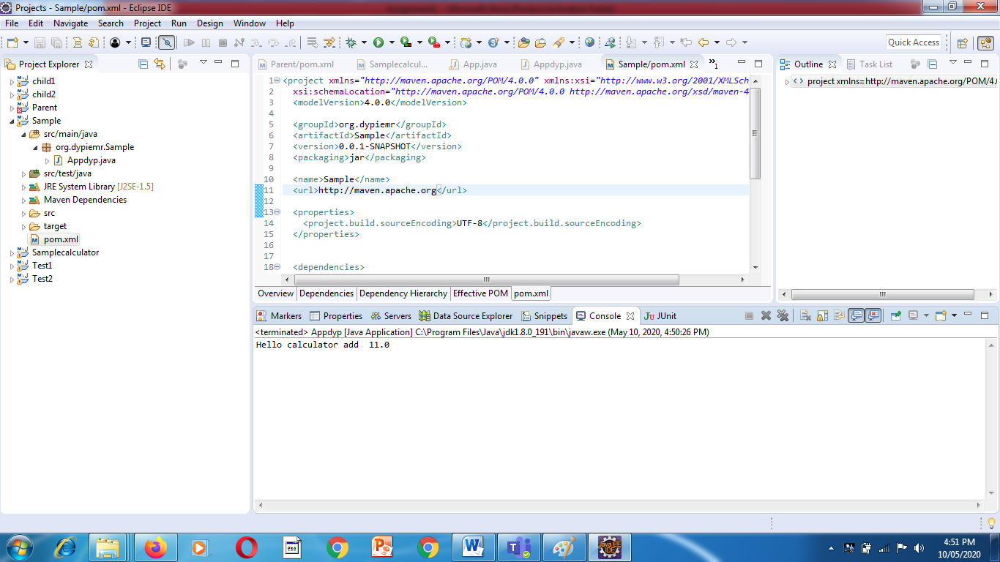 Projects - Sample/pom.xml - Eclipse IDE
File Edit Navigate Search Project Run Design Window Help
Quick Access
Project Explorer
child1
child2
Parent
Sample
src/main/java
org.dypiemr.Sample
Appdyp.java
src/test/java
JRE System Library [J2SE-1.5]
Maven Dependencies
src
target
pom.xml
Samplecalculator
Test1
Test2
Parent/pom.xml Samplecalcul... App.java Appdyp.java Sample/pom.xml »1
1 <project xmlns="http://maven.apache.org/POM/4.0.0" xmlns:xsi="http://www.w3.org/2001/XMLSch
2 xsi:schemaLocation="http://maven.apache.org/POM/4.0.0 http://maven.apache.org/xsd/maven-4
3 <modelVersion>4.0.0</modelVersion>
4
5 <groupId>org.dypiemr</groupId>
6 <artifactId>Sample</artifactId>
7 <version>0.0.1-SNAPSHOT</version>
8 <packaging>jar</packaging>
9
10 <name>Sample</name>
11 <url>http://maven.apache.org</url>
12
13 <properties>
14 <project.build.sourceEncoding>UTF-8</project.build.sourceEncoding>
15 </properties>
16
17
18 <dependencies>
Overview Dependencies Dependency Hierarchy Effective POM pom.xml
Outline Task List
project xmlns=http://maven.apache.org/POM/4.
Markers Properties Servers Data Source Explorer Snippets Console JUnit
<terminated> Appdyp [Java Application] C:\Program Files\Java\jdk1.8.0_191\bin\javaw.exe (May 10, 2020, 4:50:26 PM)
Hello calculator add 11.0
Java EE
IDE
4:51 PM
10/05/2020